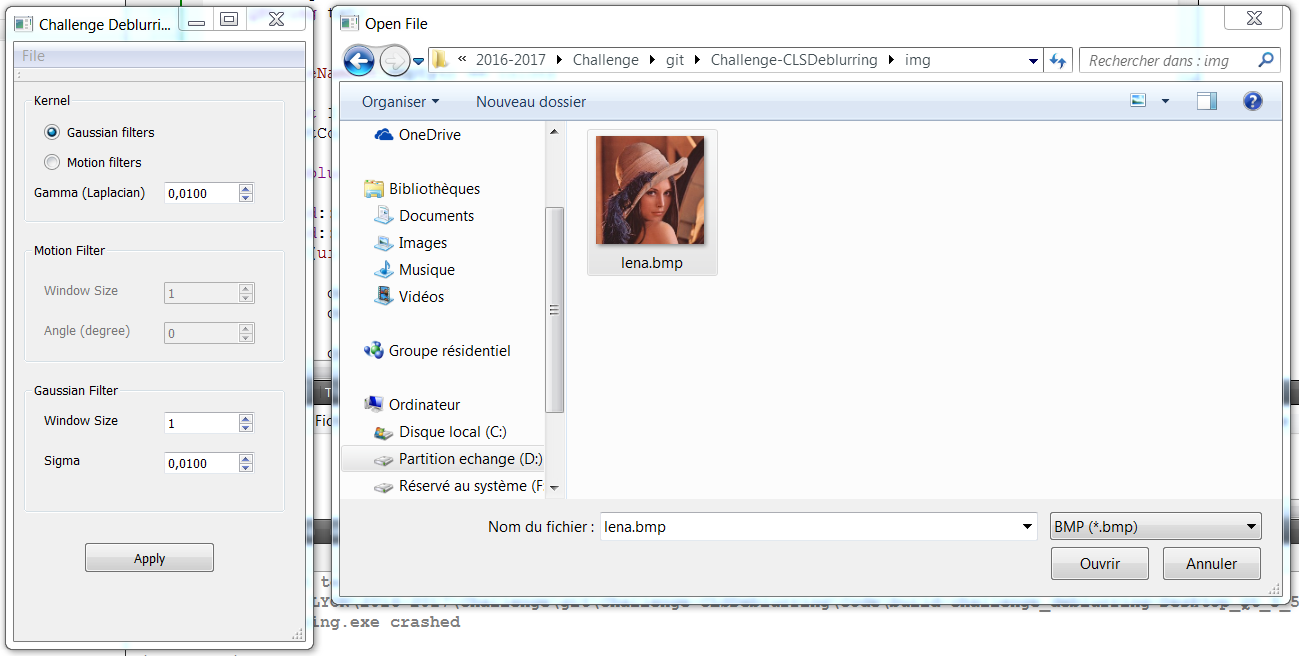 Challenge Deblurri...
File
Kernel
Gaussian filters
Motion filters
Gamma (Laplacian) 0,0100
Motion Filter
Window Size 1
Angle (degree) 0
Gaussian Filter
Window Size 1
Sigma 0,0100
Apply
Open File
« 2016-2017 Challenge git Challenge-CLSDeblurring img
Rechercher dans : img
Organiser Nouveau dossier
OneDrive
Bibliothèques
Documents
Images
Musique
Vidéos
Groupe résidentiel
Ordinateur
Disque local (C:)
Partition echange (D:)
Réservé au système (F
lena.bmp
Nom du fichier : lena.bmp
BMP (*.bmp)
Ouvrir Annuler
ing.exe crashed